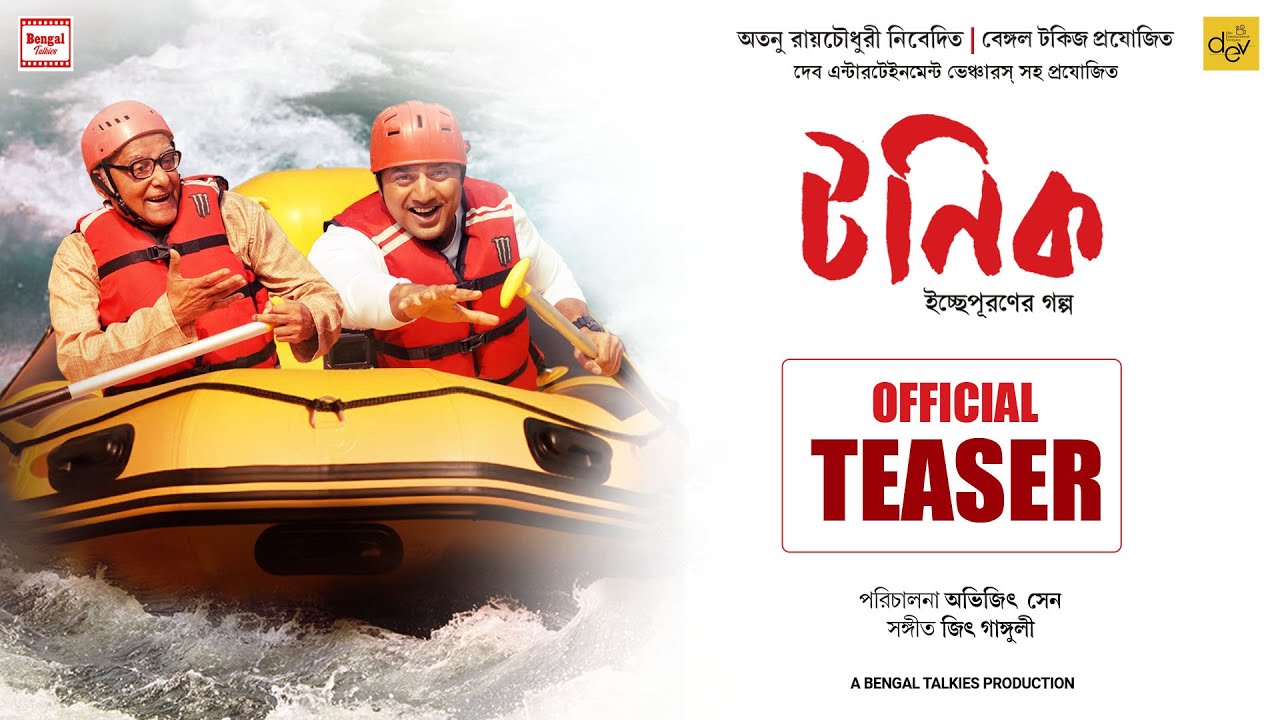 Bengal
Talkies
অতনু রায়চৌধুরী নিবেদিত | বেঙ্গল টকিজ প্রযোজিত
দেব এন্টারটেইনমেন্ট ভেঞ্চারস্ সহ প্রযোজিত
dev
টনিক
ইচ্ছেপূরণের গল্প
OFFICIAL
TEASER
পরিচালনা অভিজিৎ সেন
সঙ্গীত জিৎ গাঙ্গুলী
A BENGAL TALKIES PRODUCTION